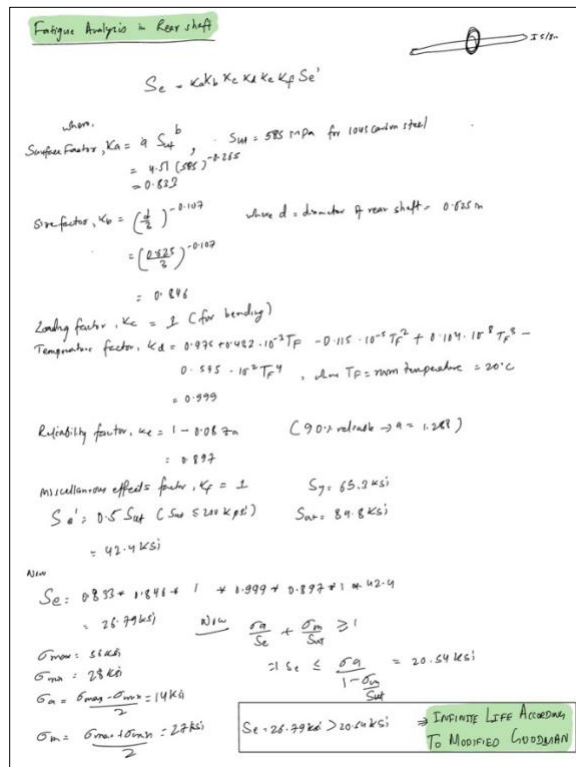 Fatigue Analysis in Rear shaft
Se = Ka Kb Kc Kd Ke Kf Se'
where,
Surface Factor, Ka = a Sut^b , Sut = 585 mpa for 1045 carbon steel
= 4.51 (585)^-0.265
= 0.833
Size factor, Kb = (d/3)^-0.107 where d = diameter of rear shaft = 0.625 in
= (0.625/3)^-0.107
= 0.846
Loading factor, Kc = 1 (for bending)
Temperature factor, Kd = 0.975 + 0.432 · 10^-3 TF - 0.115 · 10^-5 TF^2 + 0.104 · 10^-8 TF^3 -
0.595 · 10^12 TF^4 , where TF = room temperature = 20°C
= 0.999
Reliability factor, Ke = 1 - 0.08 Za (90% reliable → a = 1.288)
= 0.897
Miscellaneous effects factor, Kf = 1 Sy = 65.3 ksi
Se' = 0.5 Sut (Sut ≤ 200 kpsi) Sut = 84.8 ksi
= 42.4 ksi
Now
Se = 0.833 * 0.846 * 1 * 0.999 * 0.897 * 1 * 42.4
= 26.79 ksi Now σa/Se + σm/Sut ≥ 1
σmax = 56 ksi
σmin = 28 ksi => Se ≤ σa/(1 - σm/Sut) = 20.54 ksi
σa = (σmax - σmin)/2 = 14 ksi
σm = (σmax + σmin)/2 = 27 ksi
Se = 26.79 ksi > 20.54 ksi ⇒ INFINITE LIFE ACCORDING
TO MODIFIED GOODMAN